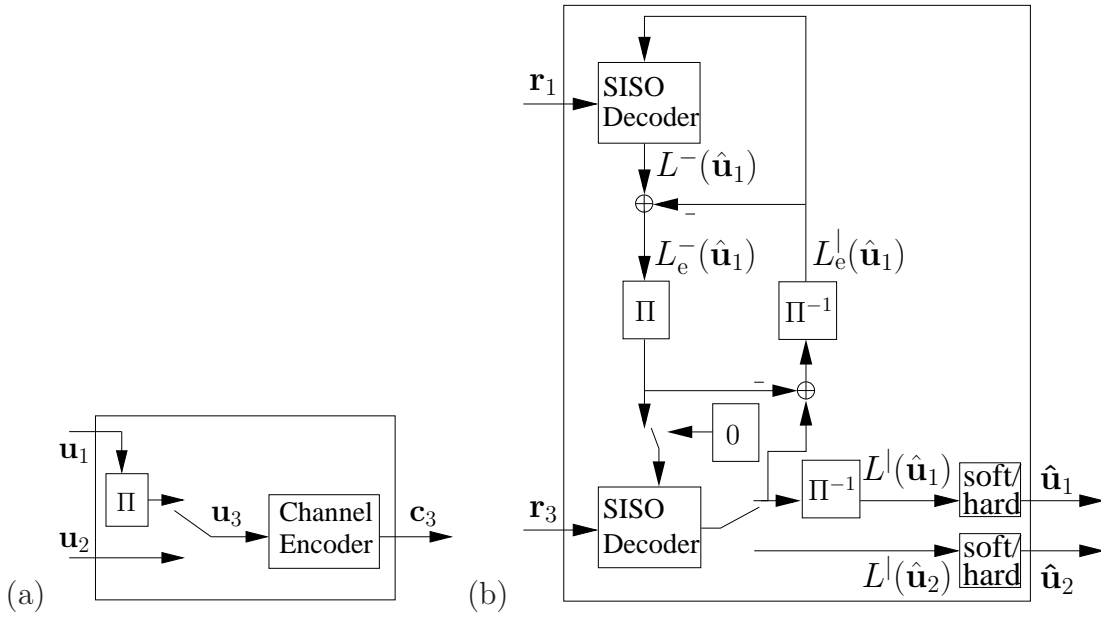 u₁
Π
u₂
u₃
Channel
Encoder
c₃
(a)
r₁
SISO
Decoder
L⁻(û₁)
–
Lₑ⁻(û₁)
Lₑ|(û₁)
Π
Π⁻¹
–
0
r₃
SISO
Decoder
Π⁻¹
L|(û₁)
soft/
hard
û₁
L|(û₂)
soft/
hard
û₂
(b)